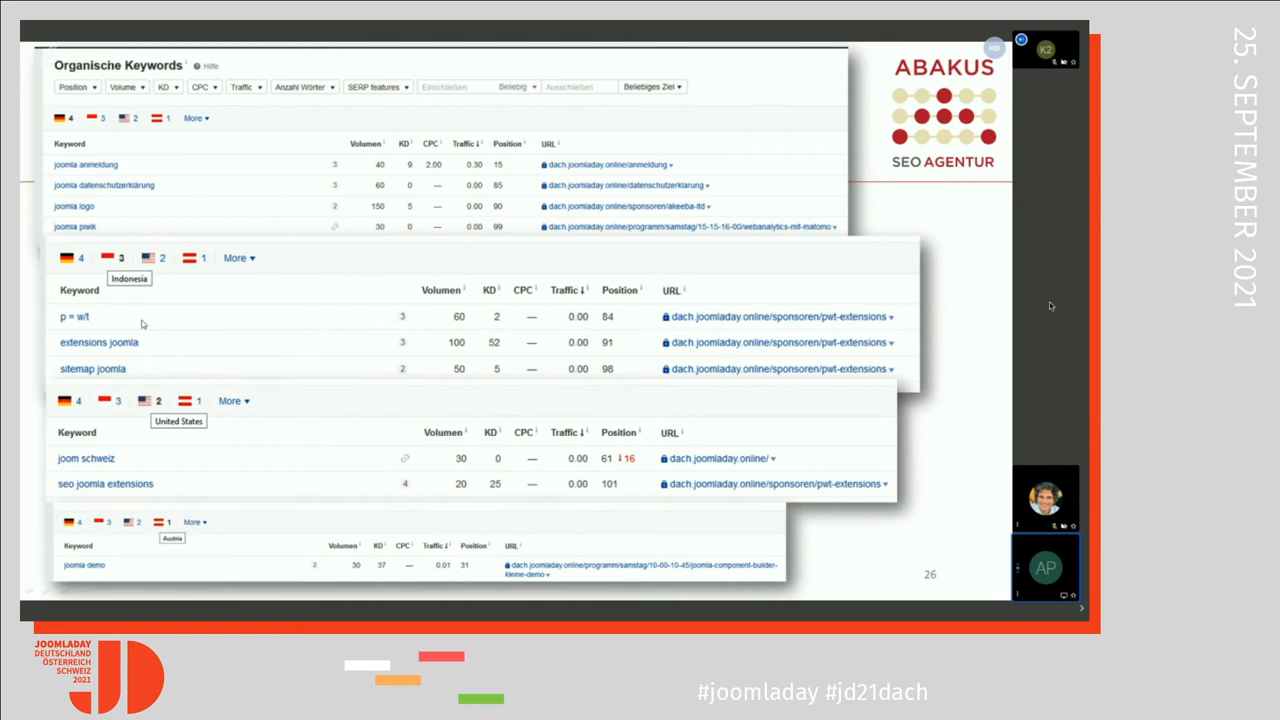 Organische Keywords Hilfe
Position Volume KD CPC Traffic Anzahl Wörter SERP features Einschließen Beliebig Ausschließen Beliebiges Ziel
4 3 2 1 More
Keyword Volumen KD CPC Traffic Position URL
joomla anmeldung 3 40 9 2.00 0.30 15 dach.joomladay.online/anmeldung
joomla datenschutzerklärung 3 60 0 — 0.00 85 dach.joomladay.online/datenschutzerklarung
joomla logo 2 150 5 — 0.00 90 dach.joomladay.online/sponsoren/akeeba-ltd
joomla piwik 30 0 — 0.00 99 dach.joomladay.online/programm/samstag/15-15-16-00/webanalytics-mit-matomo
4 3 2 1 More
Indonesia
Keyword Volumen KD CPC Traffic Position URL
p = w/t 3 60 2 — 0.00 84 dach.joomladay.online/sponsoren/pwt-extensions
extensions joomla 3 100 52 — 0.00 91 dach.joomladay.online/sponsoren/pwt-extensions
sitemap joomla 2 50 5 — 0.00 98 dach.joomladay.online/sponsoren/pwt-extensions
4 3 2 1 More
United States
Keyword Volumen KD CPC Traffic Position URL
joom schweiz 30 0 — 0.00 61 16 dach.joomladay.online/
seo joomla extensions 4 20 25 — 0.00 101 dach.joomladay.online/sponsoren/pwt-extensions
4 3 2 1 More
Austria
Keyword Volumen KD CPC Traffic Position URL
joomla demo 2 30 37 — 0.01 31 dach.joomladay.online/programm/samstag/10-00-10-45/joomla-component-builder-
kleine-demo
ABAKUS
SEO AGENTUR
26
HD
K2
AP
25. SEPTEMBER 2021
JOOMLADAY
DEUTSCHLAND
ÖSTERREICH
SCHWEIZ
2021
JD
#joomladay #jd21dach